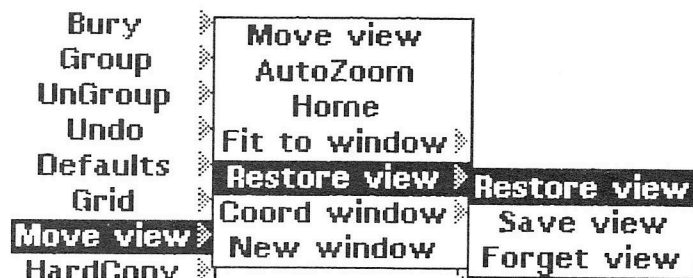 Bury
Group
UnGroup
Undo
Defaults
Grid
Move view
HardCopy
Move view
AutoZoom
Home
Fit to window
Restore view
Coord window
New window
Restore view
Save view
Forget view